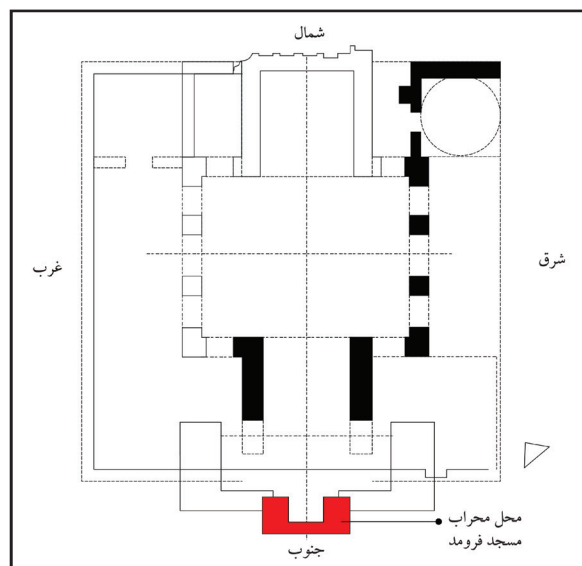 شمال
غرب
شرق
محل محراب
مسجد فرومد
جنوب